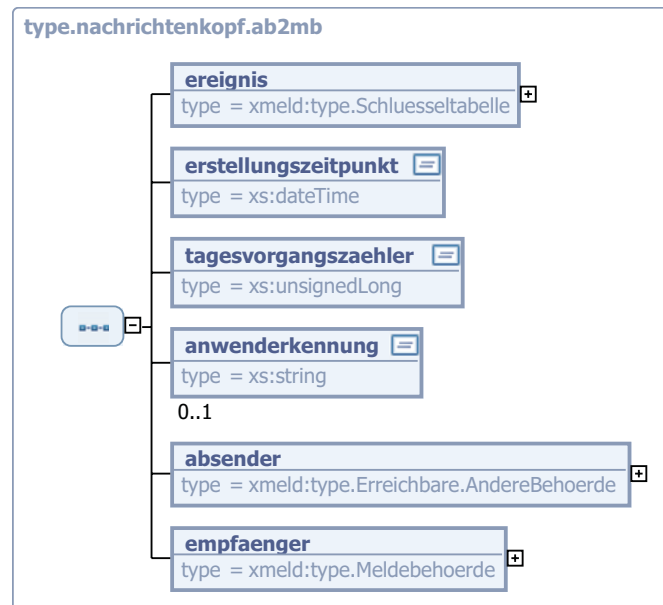 type.nachrichtenkopf.ab2mb
ereignis
type = xmeld:type.Schluesseltabelle
erstellungszeitpunkt
type = xs:dateTime
tagesvorgangszaehler
type = xs:unsignedLong
anwenderkennung
type = xs:string
0..1
absender
type = xmeld:type.Erreichbare.AndereBehoerde
empfaenger
type = xmeld:type.Meldebehoerde